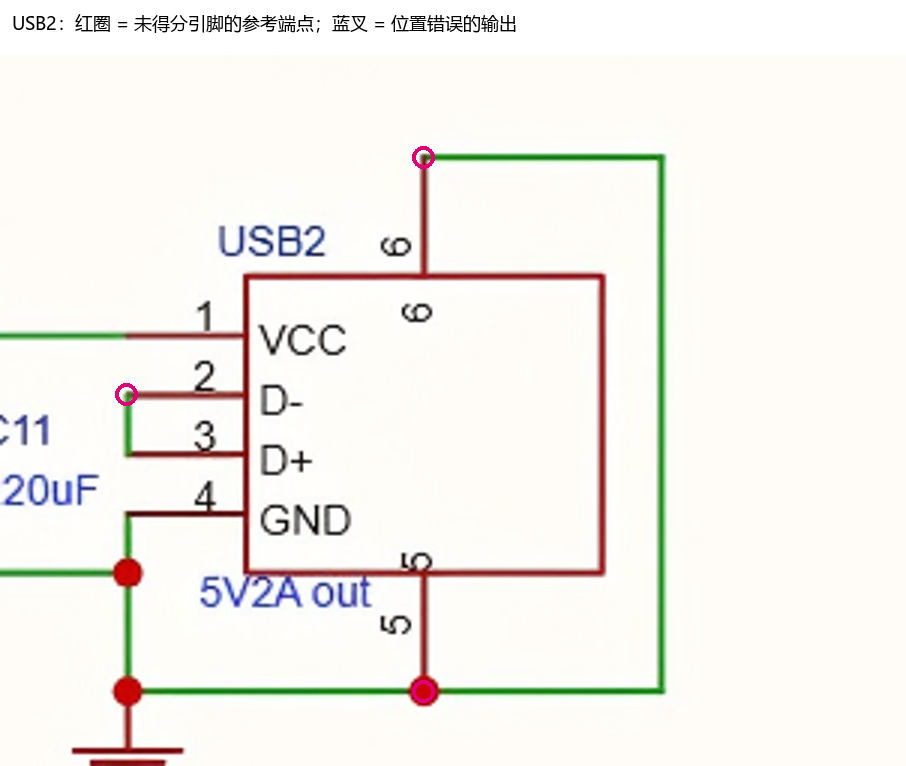 USB2：红圈 = 未得分引脚的参考端点；蓝叉 = 位置错误的输出
USB2
6
6
1
VCC
2
D-
C11
3
D+
20uF
4
GND
5
5V2A out
5